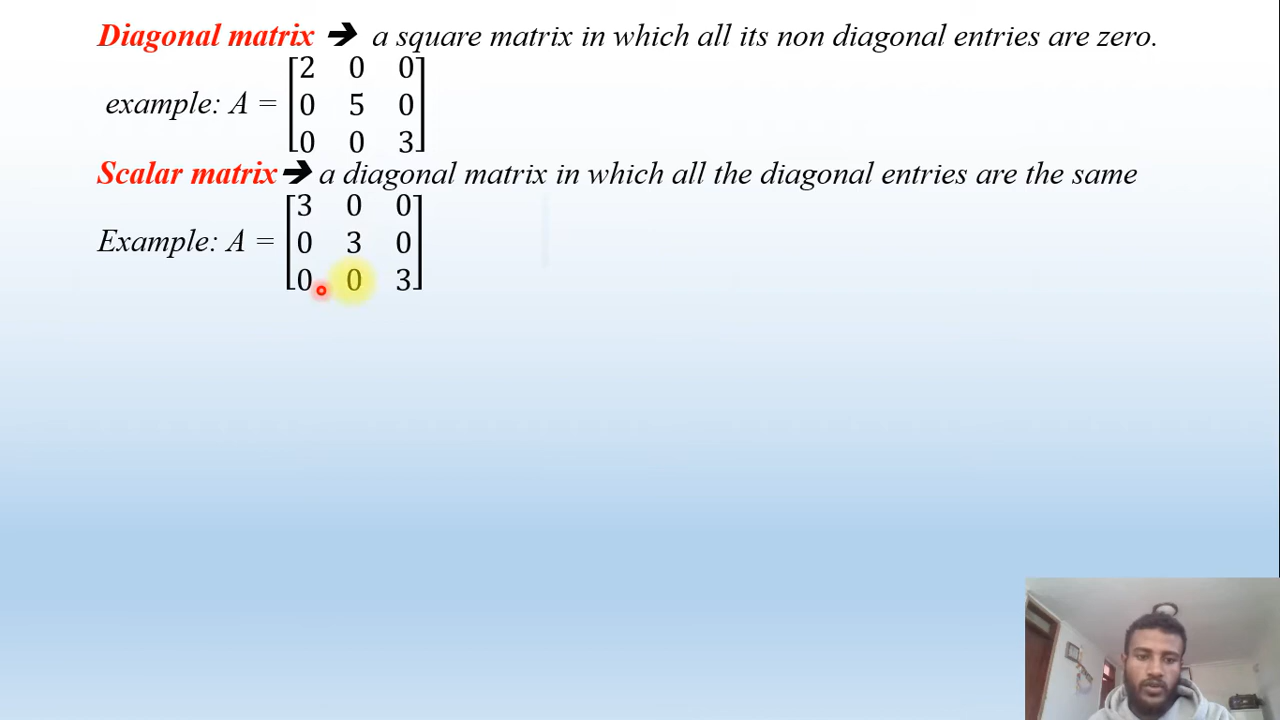 Diagonal matrix ➔ a square matrix in which all its non diagonal entries are zero.
example: A = [2 0 0
0 5 0
0 0 3]
Scalar matrix➔ a diagonal matrix in which all the diagonal entries are the same
Example: A = [3 0 0
0 3 0
0 0 3]